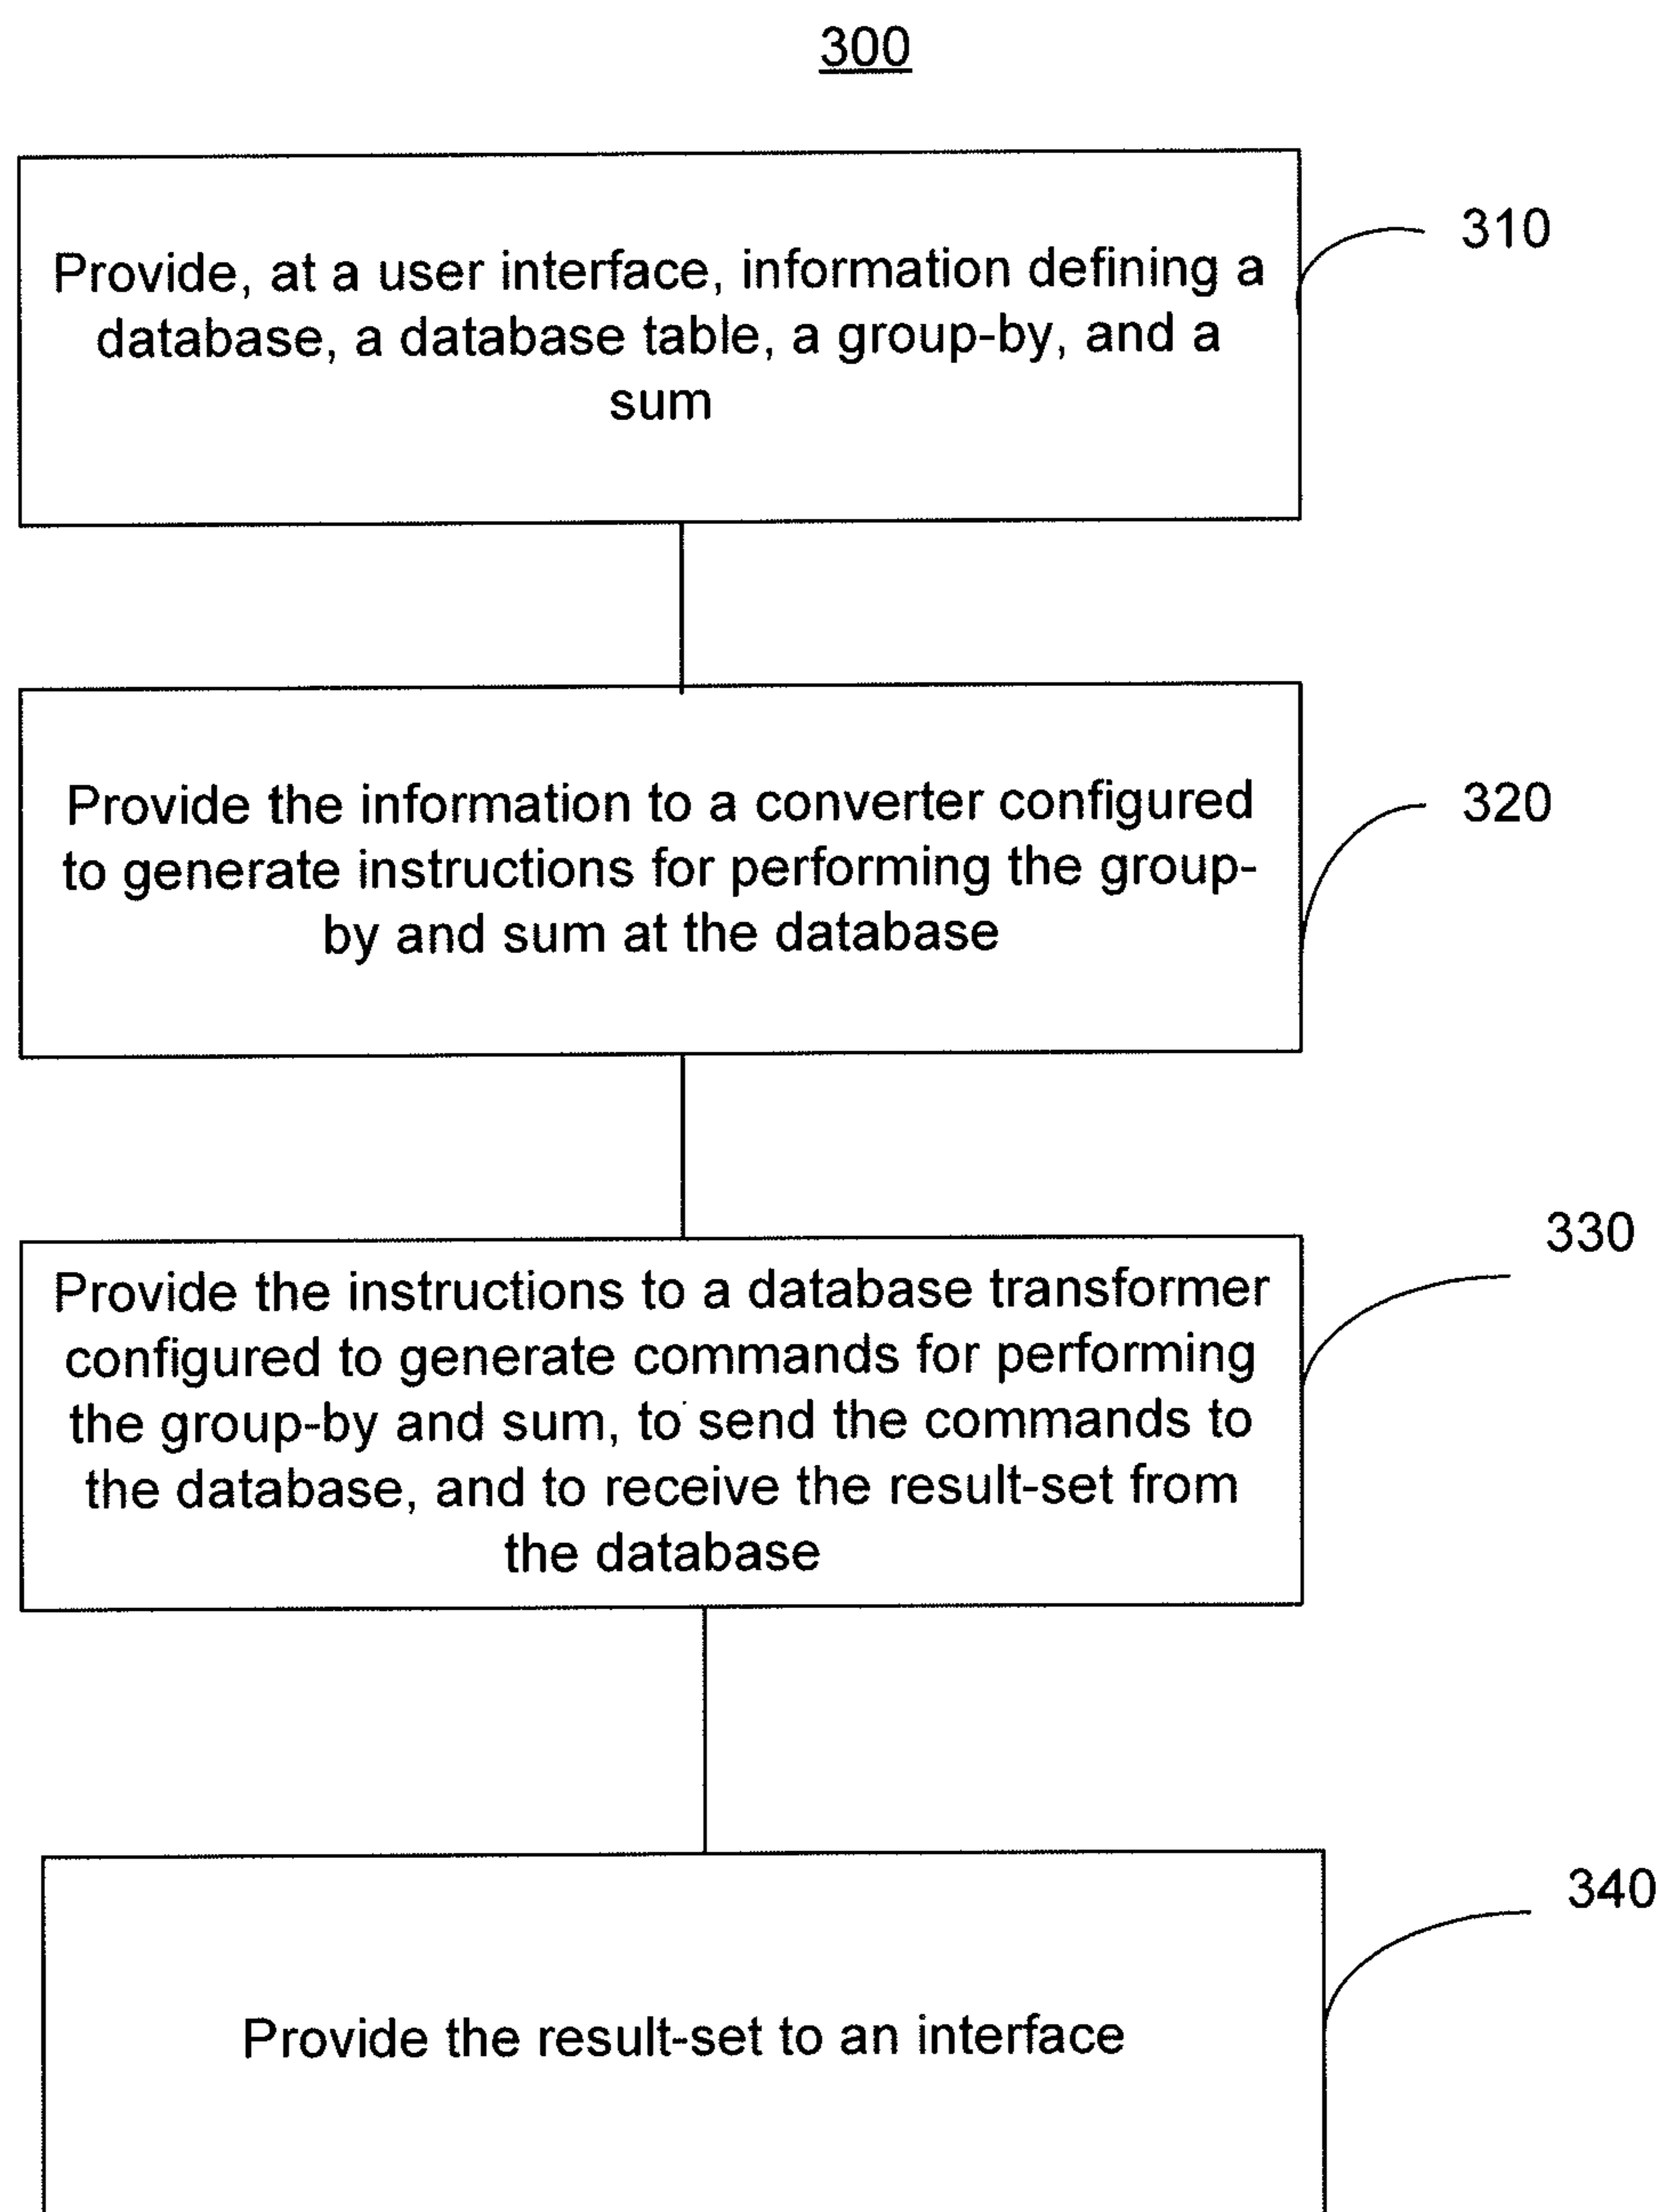 300
Provide, at a user interface, information defining a
database, a database table, a group-by, and a
sum
310
Provide the information to a converter configured
to generate instructions for performing the group-
by and sum at the database
320
Provide the instructions to a database transformer
configured to generate commands for performing
the group-by and sum, to send the commands to
the database, and to receive the result-set from
the database
330
Provide the result-set to an interface
340